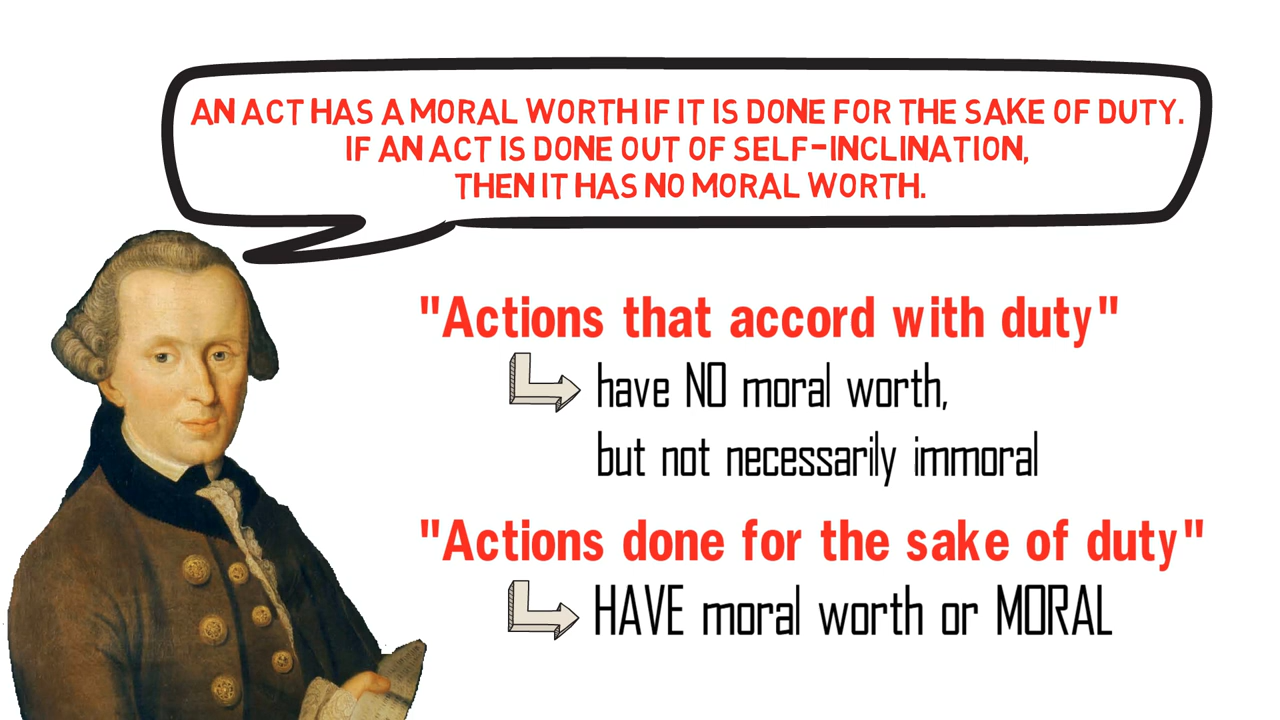 AN ACT HAS A MORAL WORTH IF IT IS DONE FOR THE SAKE OF DUTY.
IF AN ACT IS DONE OUT OF SELF-INCLINATION,
THEN IT HAS NO MORAL WORTH.
"Actions that accord with duty"
have NO moral worth,
but not necessarily immoral
"Actions done for the sake of duty"
HAVE moral worth or MORAL